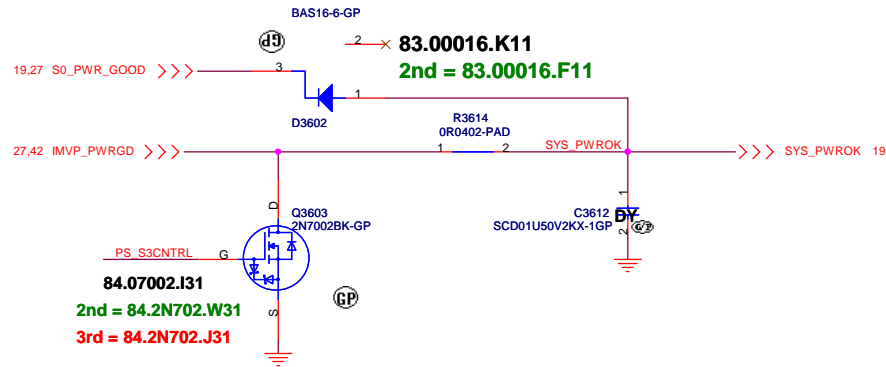 BAS16-6-GP
GP
2
83.00016.K11
2nd = 83.00016.F11
19,27 S0_PWR_GOOD
3
1
D3602
R3614
0R0402-PAD
27,42 IMVP_PWRGD
1
2
SYS_PWROK
SYS_PWROK 19
D
Q3603
2N7002BK-GP
1
C3612
DY
SCD01U50V2KX-1GP
2
G/P
PS_S3CNTRL
G
84.07002.I31
2nd = 84.2N702.W31
3rd = 84.2N702.J31
GP
S